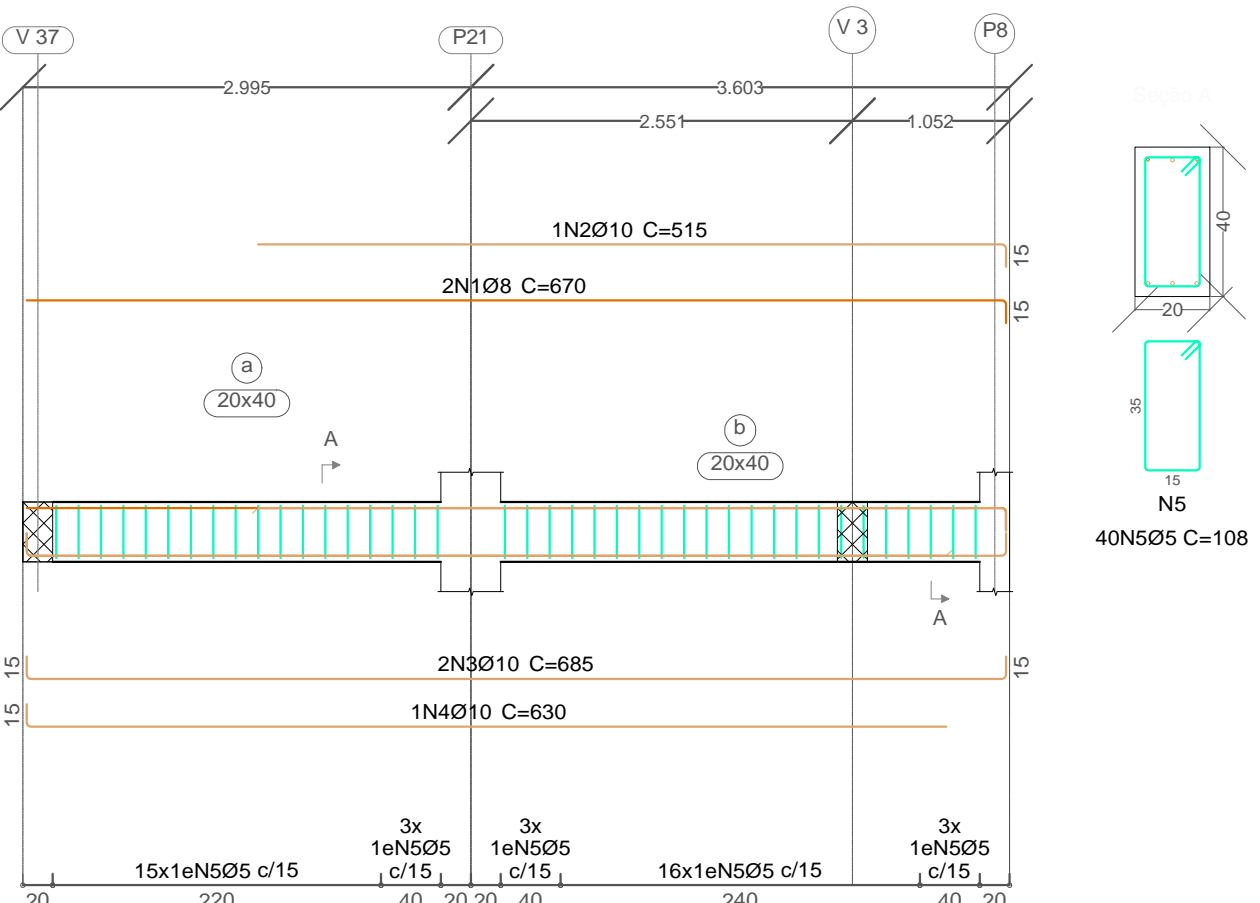 V 37
P21
V 3
P8
2.995
3.603
2.551
1.052
Seção A
1N2Ø10 C=515
15
2N1Ø8 C=670
15
40
20
a
20x40
A
b
20x40
35
15
N5
40N5Ø5 C=108
A
15
2N3Ø10 C=685
15
15
1N4Ø10 C=630
3x
1eN5Ø5
c/15
3x
1eN5Ø5
c/15
3x
1eN5Ø5
c/15
15x1eN5Ø5 c/15
16x1eN5Ø5 c/15
20
220
40
20
20
40
240
40
20